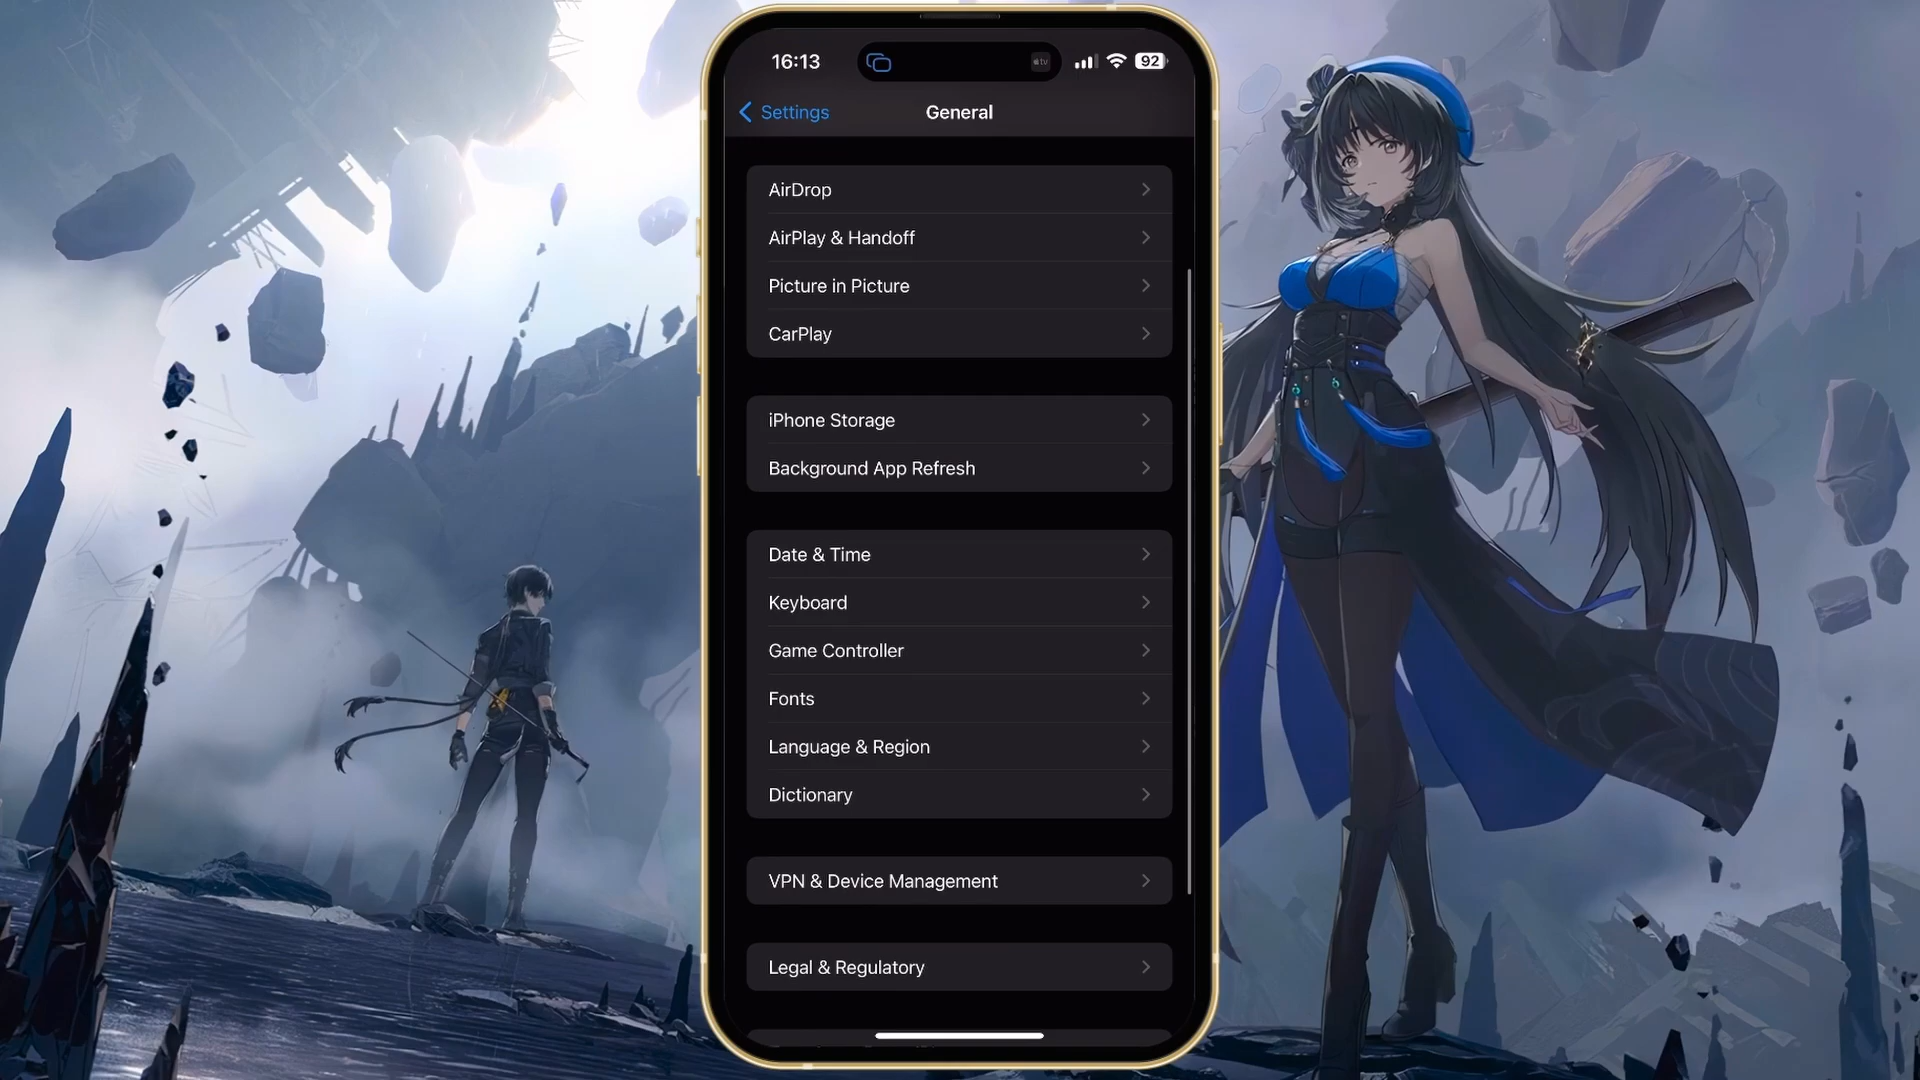 16:13
tv
92
Settings
General
AirDrop
AirPlay & Handoff
Picture in Picture
CarPlay
iPhone Storage
Background App Refresh
Date & Time
Keyboard
Game Controller
Fonts
Language & Region
Dictionary
VPN & Device Management
Legal & Regulatory